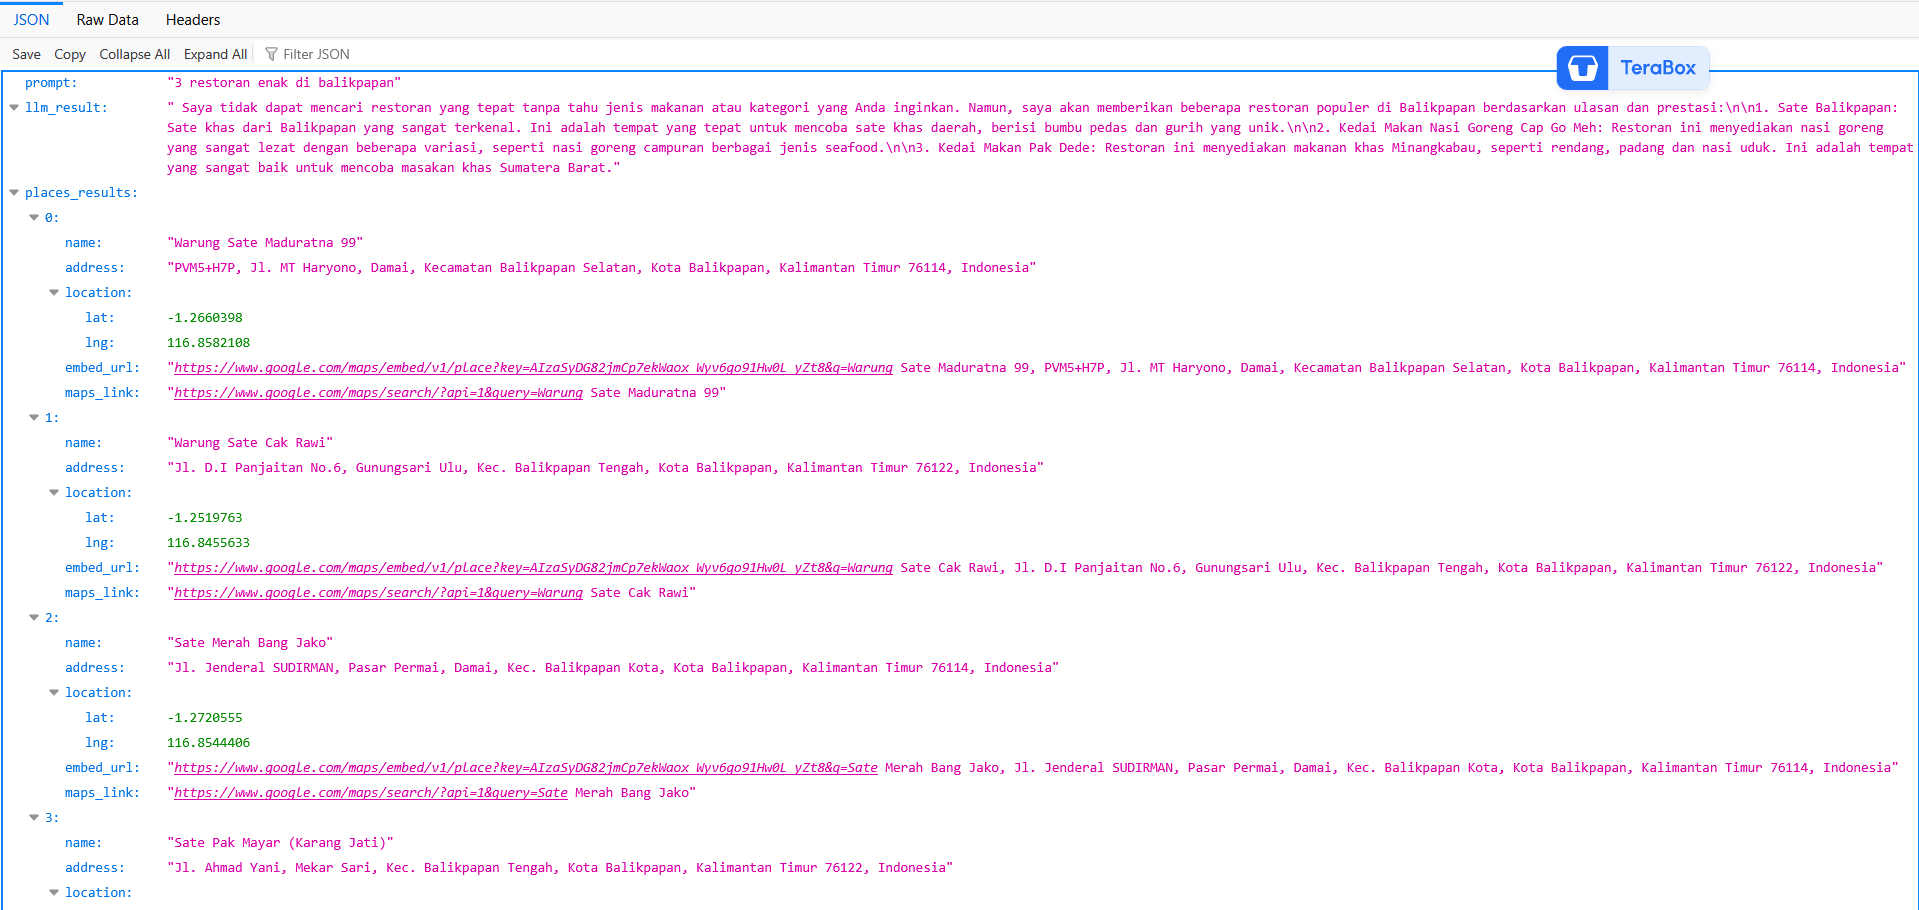 JSON Raw Data Headers
Save Copy Collapse All Expand All Filter JSON
TeraBox
prompt: "3 restoran enak di balikpapan"
llm_result: " Saya tidak dapat mencari restoran yang tepat tanpa tahu jenis makanan atau kategori yang Anda inginkan. Namun, saya akan memberikan beberapa restoran populer di Balikpapan berdasarkan ulasan dan prestasi:\n\n1. Sate Balikpapan:
Sate khas dari Balikpapan yang sangat terkenal. Ini adalah tempat yang tepat untuk mencoba sate khas daerah, berisi bumbu pedas dan gurih yang unik.\n\n2. Kedai Makan Nasi Goreng Cap Go Meh: Restoran ini menyediakan nasi goreng
yang sangat lezat dengan beberapa variasi, seperti nasi goreng campuran berbagai jenis seafood.\n\n3. Kedai Makan Pak Dede: Restoran ini menyediakan makanan khas Minangkabau, seperti rendang, padang dan nasi uduk. Ini adalah tempat
yang sangat baik untuk mencoba masakan khas Sumatera Barat."
places_results:
0:
name: "Warung Sate Maduratna 99"
address: "PVM5+H7P, Jl. MT Haryono, Damai, Kecamatan Balikpapan Selatan, Kota Balikpapan, Kalimantan Timur 76114, Indonesia"
location:
lat: -1.2660398
lng: 116.8582108
embed_url: "https://www.google.com/maps/embed/v1/place?key=AIzaSyDG82jmCp7ekWaox_Wyv6go91Hw0L_yZt8&q=Warung Sate Maduratna 99, PVM5+H7P, Jl. MT Haryono, Damai, Kecamatan Balikpapan Selatan, Kota Balikpapan, Kalimantan Timur 76114, Indonesia"
maps_link: "https://www.google.com/maps/search/?api=1&query=Warung Sate Maduratna 99"
1:
name: "Warung Sate Cak Rawi"
address: "Jl. D.I Panjaitan No.6, Gunungsari Ulu, Kec. Balikpapan Tengah, Kota Balikpapan, Kalimantan Timur 76122, Indonesia"
location:
lat: -1.2519763
lng: 116.8455633
embed_url: "https://www.google.com/maps/embed/v1/place?key=AIzaSyDG82jmCp7ekWaox_Wyv6go91Hw0L_yZt8&q=Warung Sate Cak Rawi, Jl. D.I Panjaitan No.6, Gunungsari Ulu, Kec. Balikpapan Tengah, Kota Balikpapan, Kalimantan Timur 76122, Indonesia"
maps_link: "https://www.google.com/maps/search/?api=1&query=Warung Sate Cak Rawi"
2:
name: "Sate Merah Bang Jako"
address: "Jl. Jenderal SUDIRMAN, Pasar Permai, Damai, Kec. Balikpapan Kota, Kota Balikpapan, Kalimantan Timur 76114, Indonesia"
location:
lat: -1.2720555
lng: 116.8544406
embed_url: "https://www.google.com/maps/embed/v1/place?key=AIzaSyDG82jmCp7ekWaox_Wyv6go91Hw0L_yZt8&q=Sate Merah Bang Jako, Jl. Jenderal SUDIRMAN, Pasar Permai, Damai, Kec. Balikpapan Kota, Kota Balikpapan, Kalimantan Timur 76114, Indonesia"
maps_link: "https://www.google.com/maps/search/?api=1&query=Sate Merah Bang Jako"
3:
name: "Sate Pak Mayar (Karang Jati)"
address: "Jl. Ahmad Yani, Mekar Sari, Kec. Balikpapan Tengah, Kota Balikpapan, Kalimantan Timur 76122, Indonesia"
location: